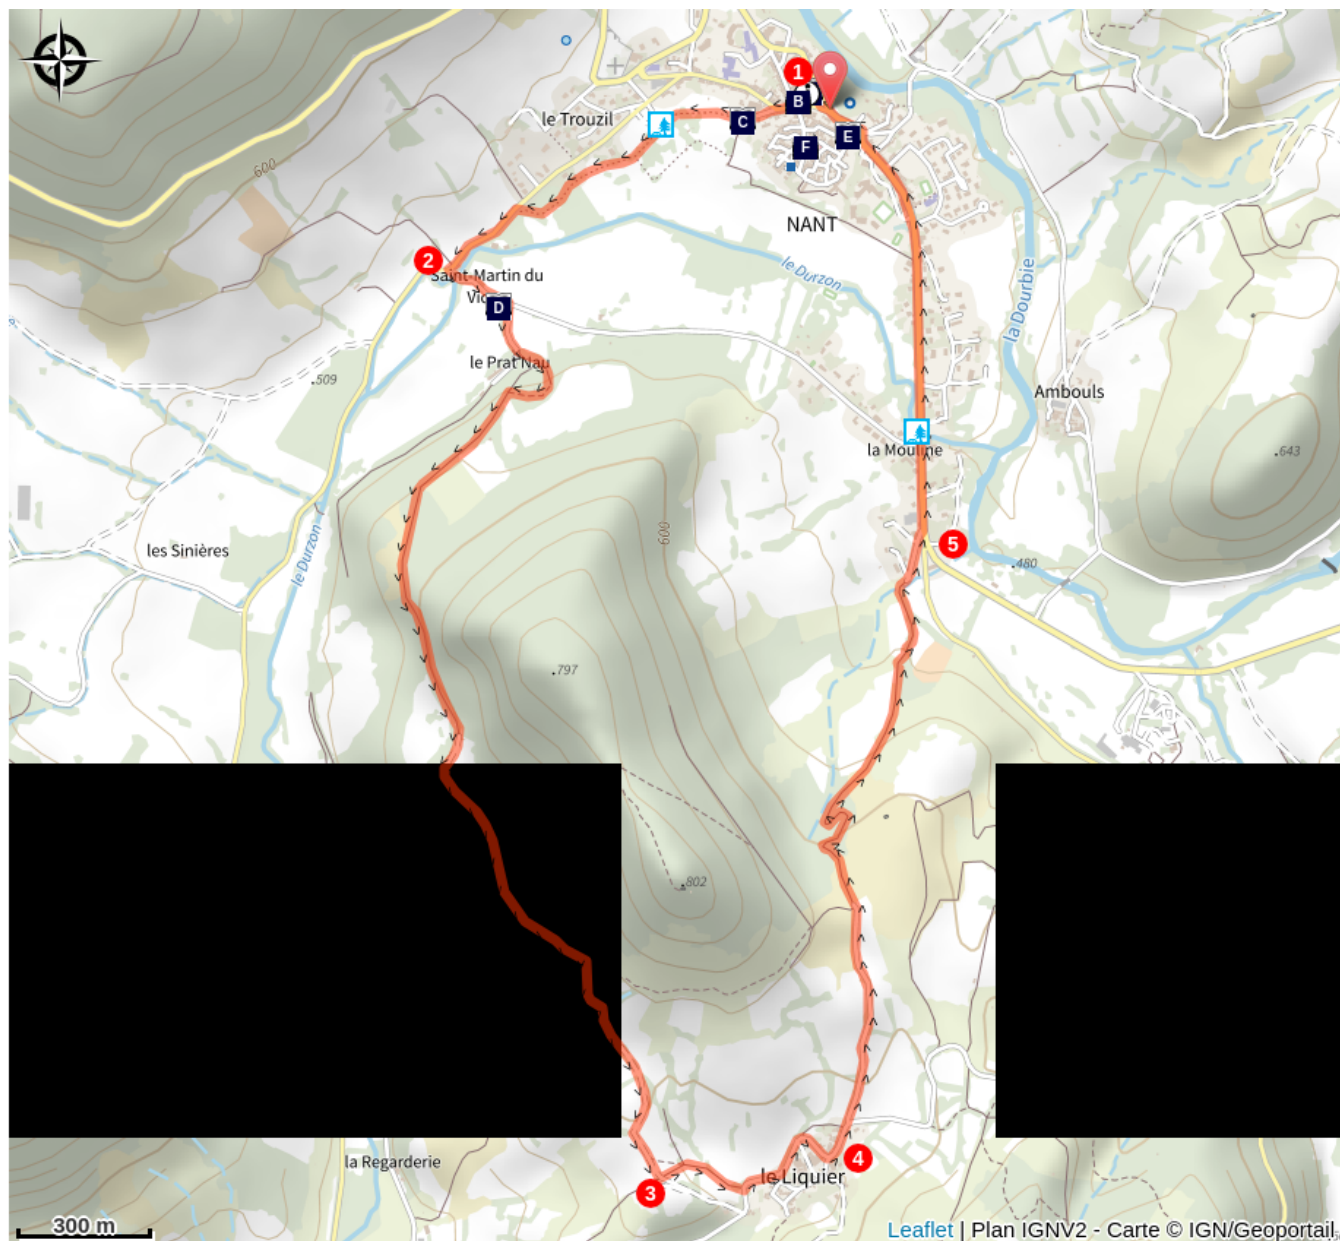 1
B
C
E
F
le Trouzil
600
NANT
2
Saint-Martin du
D
le Durzon
la Dourbie
le Prat Nau
509
Ambouls
la Mouline
643
600
les Sinières
le Durzon
5
480
797
802
la Regarderie
4
le Liquier
3
300 m
Leaflet | Plan IGNV2 - Carte © IGN/Geoportail